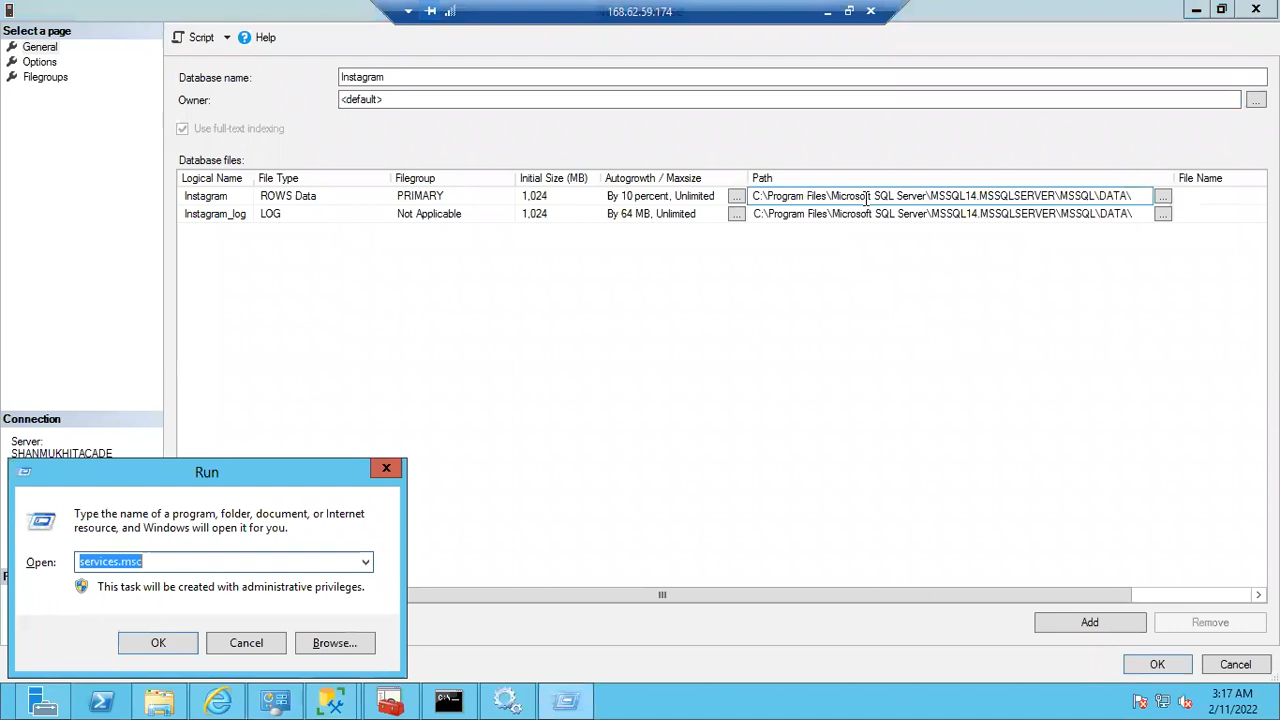 168.62.59.174
Select a page
General
Options
Filegroups
Script
Help
Database name:
Instagram
Owner:
<default>
...
Use full-text indexing
Database files:
Logical Name File Type Filegroup Initial Size (MB) Autogrowth / Maxsize Path File Name
Instagram ROWS Data PRIMARY 1,024 By 10 percent, Unlimited ... C:\Program Files\Microsoft SQL Server\MSSQL14.MSSQLSERVER\MSSQL\DATA\ ...
Instagram_log LOG Not Applicable 1,024 By 64 MB, Unlimited ... C:\Program Files\Microsoft SQL Server\MSSQL14.MSSQLSERVER\MSSQL\DATA\ ...
Connection
Server:
SHANMUKHITACADE
Run
Type the name of a program, folder, document, or Internet
resource, and Windows will open it for you.
Open:
services.msc
This task will be created with administrative privileges.
OK
Cancel
Browse...
Add
Remove
OK
Cancel
3:17 AM
2/11/2022